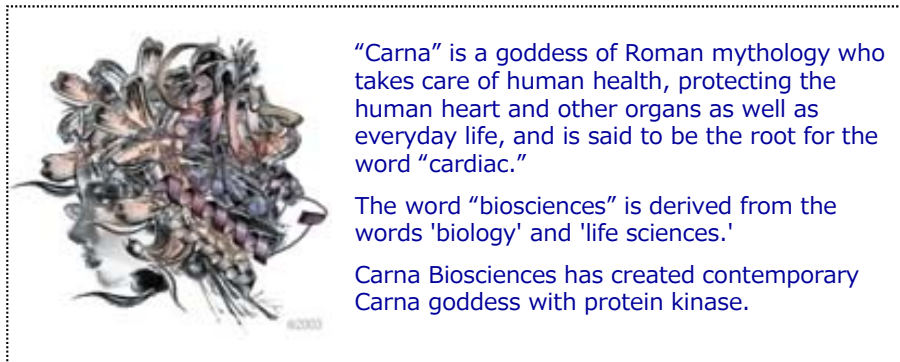 “Carna” is a goddess of Roman mythology who
takes care of human health, protecting the
human heart and other organs as well as
everyday life, and is said to be the root for the
word “cardiac.”
The word “biosciences” is derived from the
words 'biology' and 'life sciences.'
Carna Biosciences has created contemporary
Carna goddess with protein kinase.
©2003